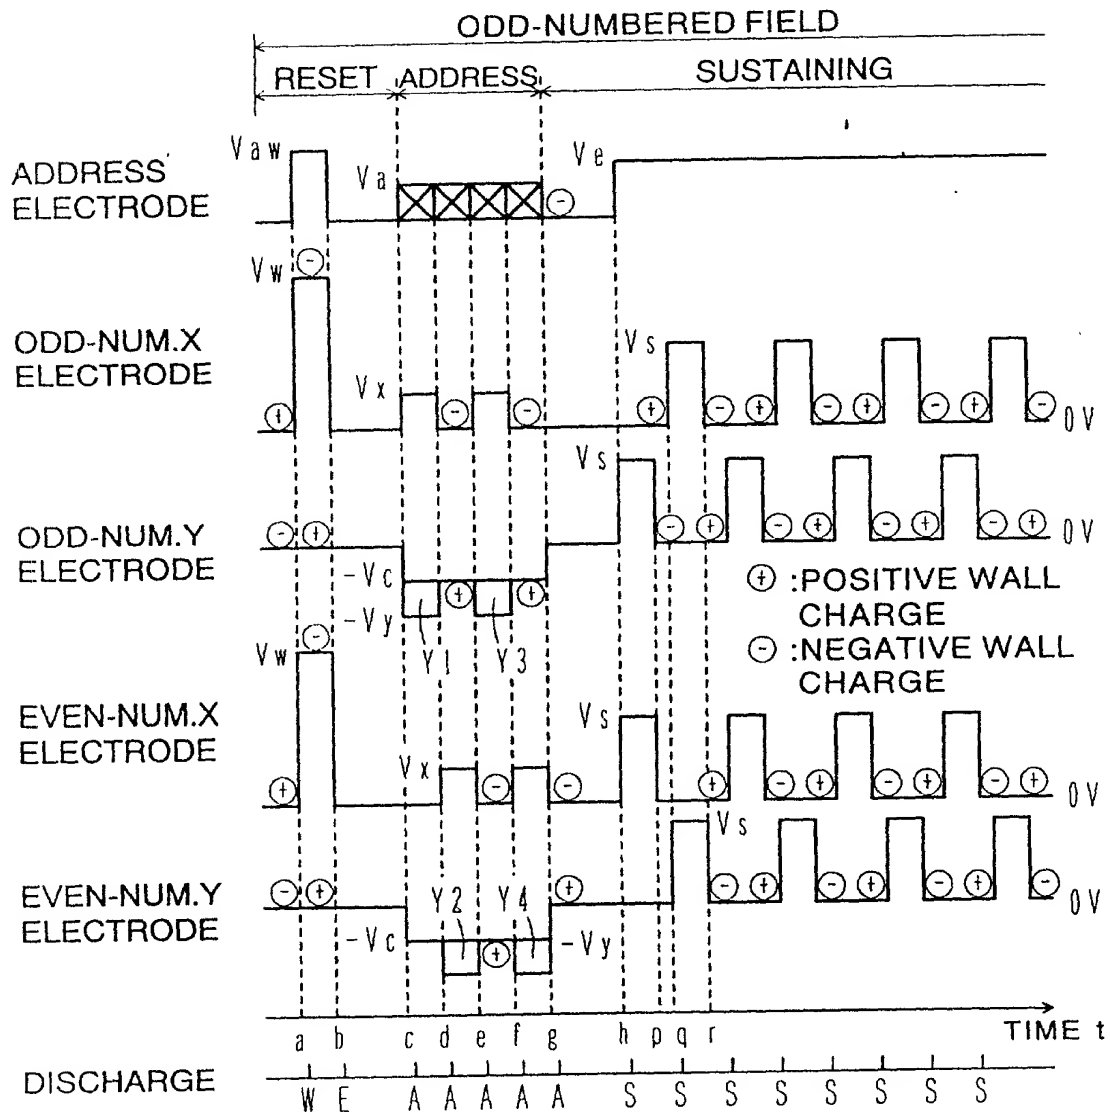 ODD-NUMBERED FIELD
RESET ADDRESS SUSTAINING
Vaw
Va
Ve
ADDRESS
ELECTRODE
Vw
ODD-NUM.X
ELECTRODE
Vs
Vx
0V
Vs
ODD-NUM.Y
ELECTRODE
0V
-Vc
-Vy
Y1 Y3
+ :POSITIVE WALL
CHARGE
- :NEGATIVE WALL
CHARGE
Vw
EVEN-NUM.X
ELECTRODE
Vs
Vx
0V
Vs
EVEN-NUM.Y
ELECTRODE
Y2 Y4
0V
-Vc
-Vy
a b c d e f g h p q r
TIME t
DISCHARGE
W E A A A A A S S S S S S S S